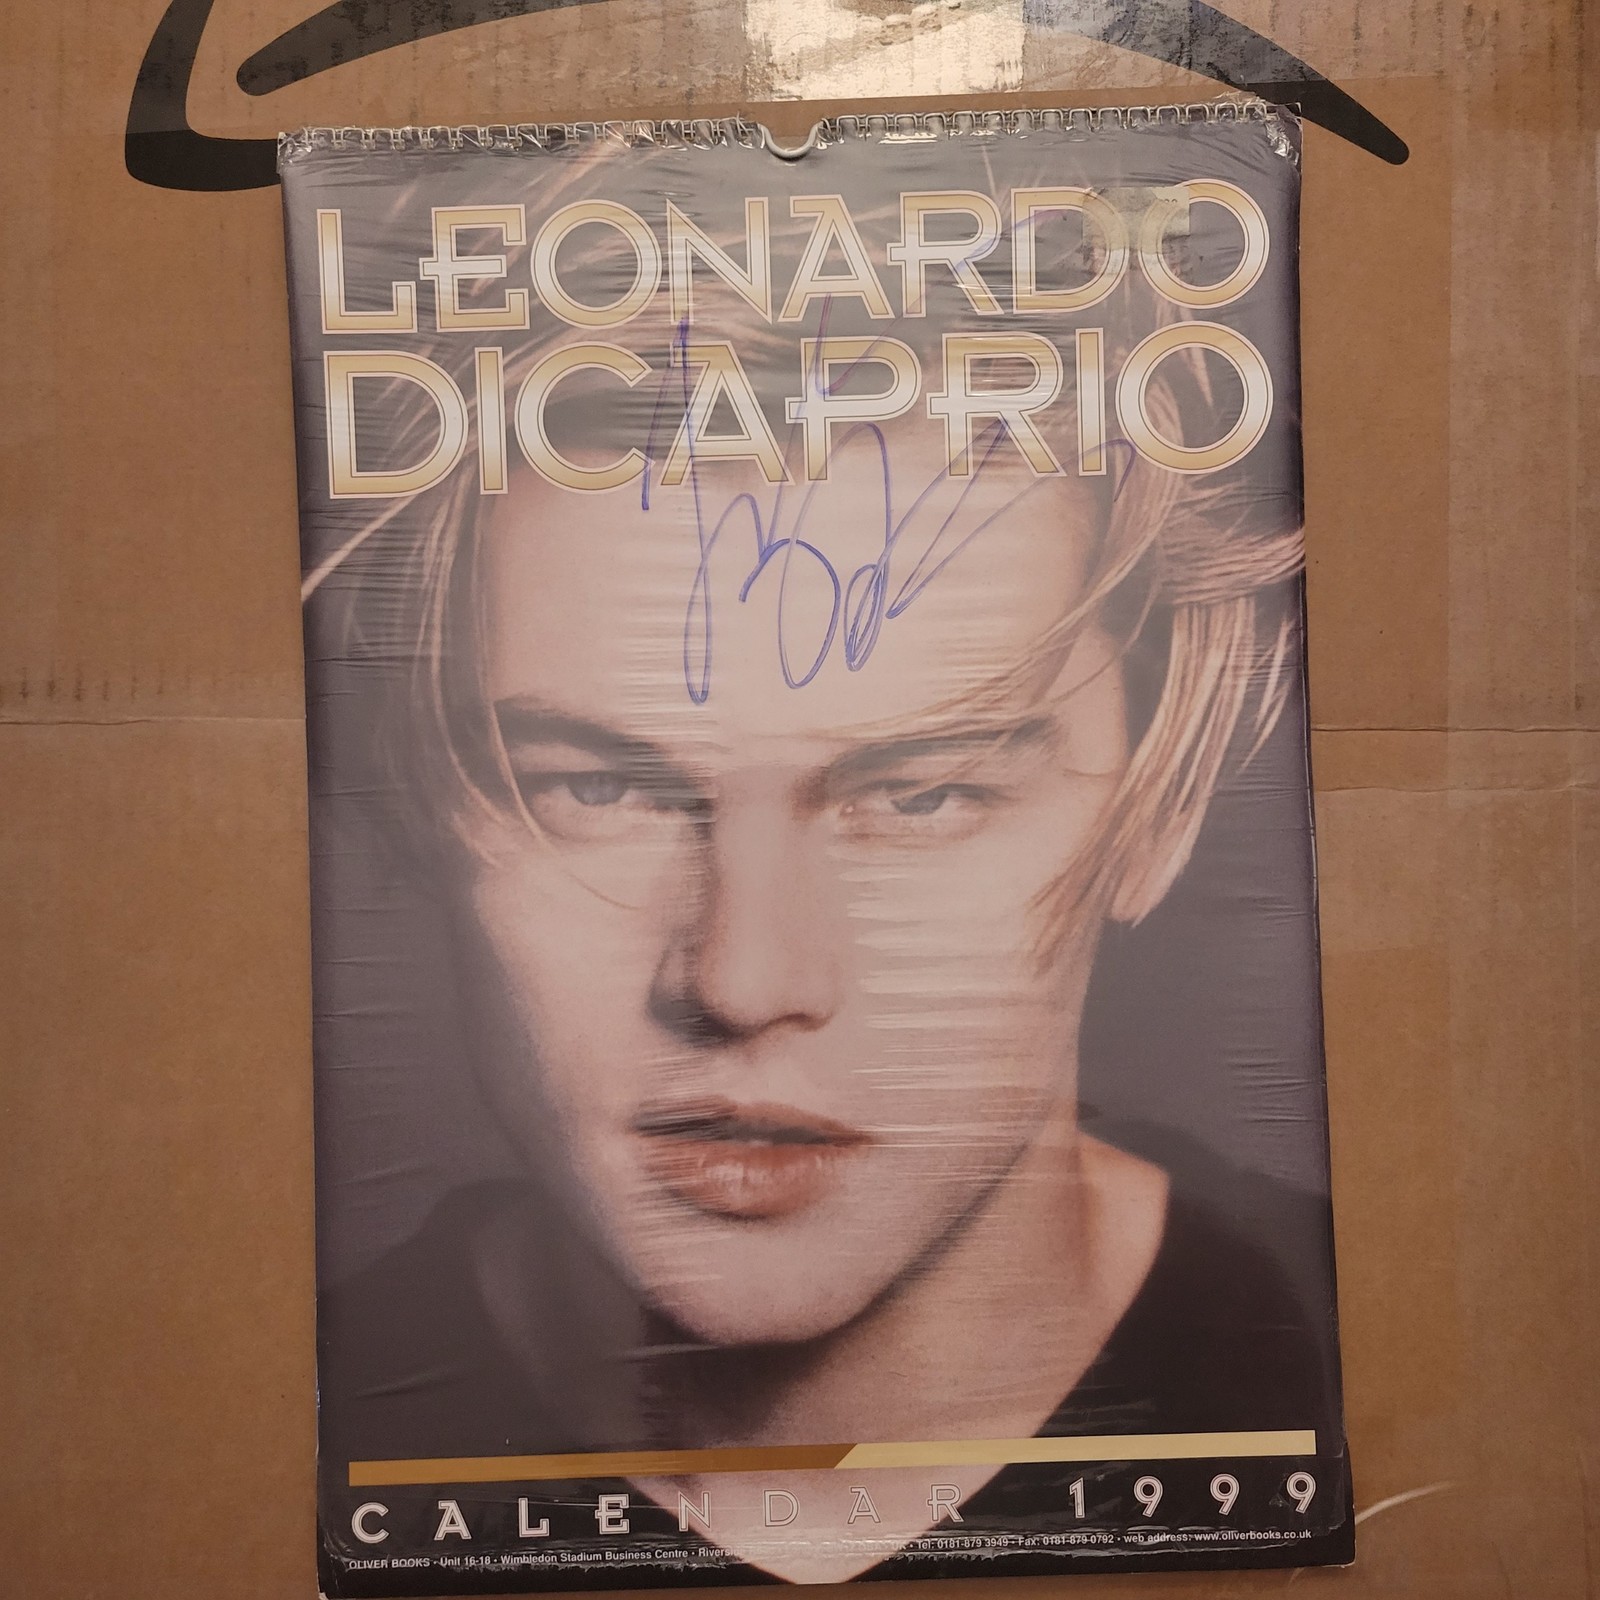 LEONARDO
DICAPRIO
CALENDAR 1999
OLIVER BOOKS · Unit 16-18 · Wimbledon Stadium Business Centre · Riverside · Tel: 0181-879 3949 · Fax: 0181-879 0792 · web address: www.oliverbooks.co.uk